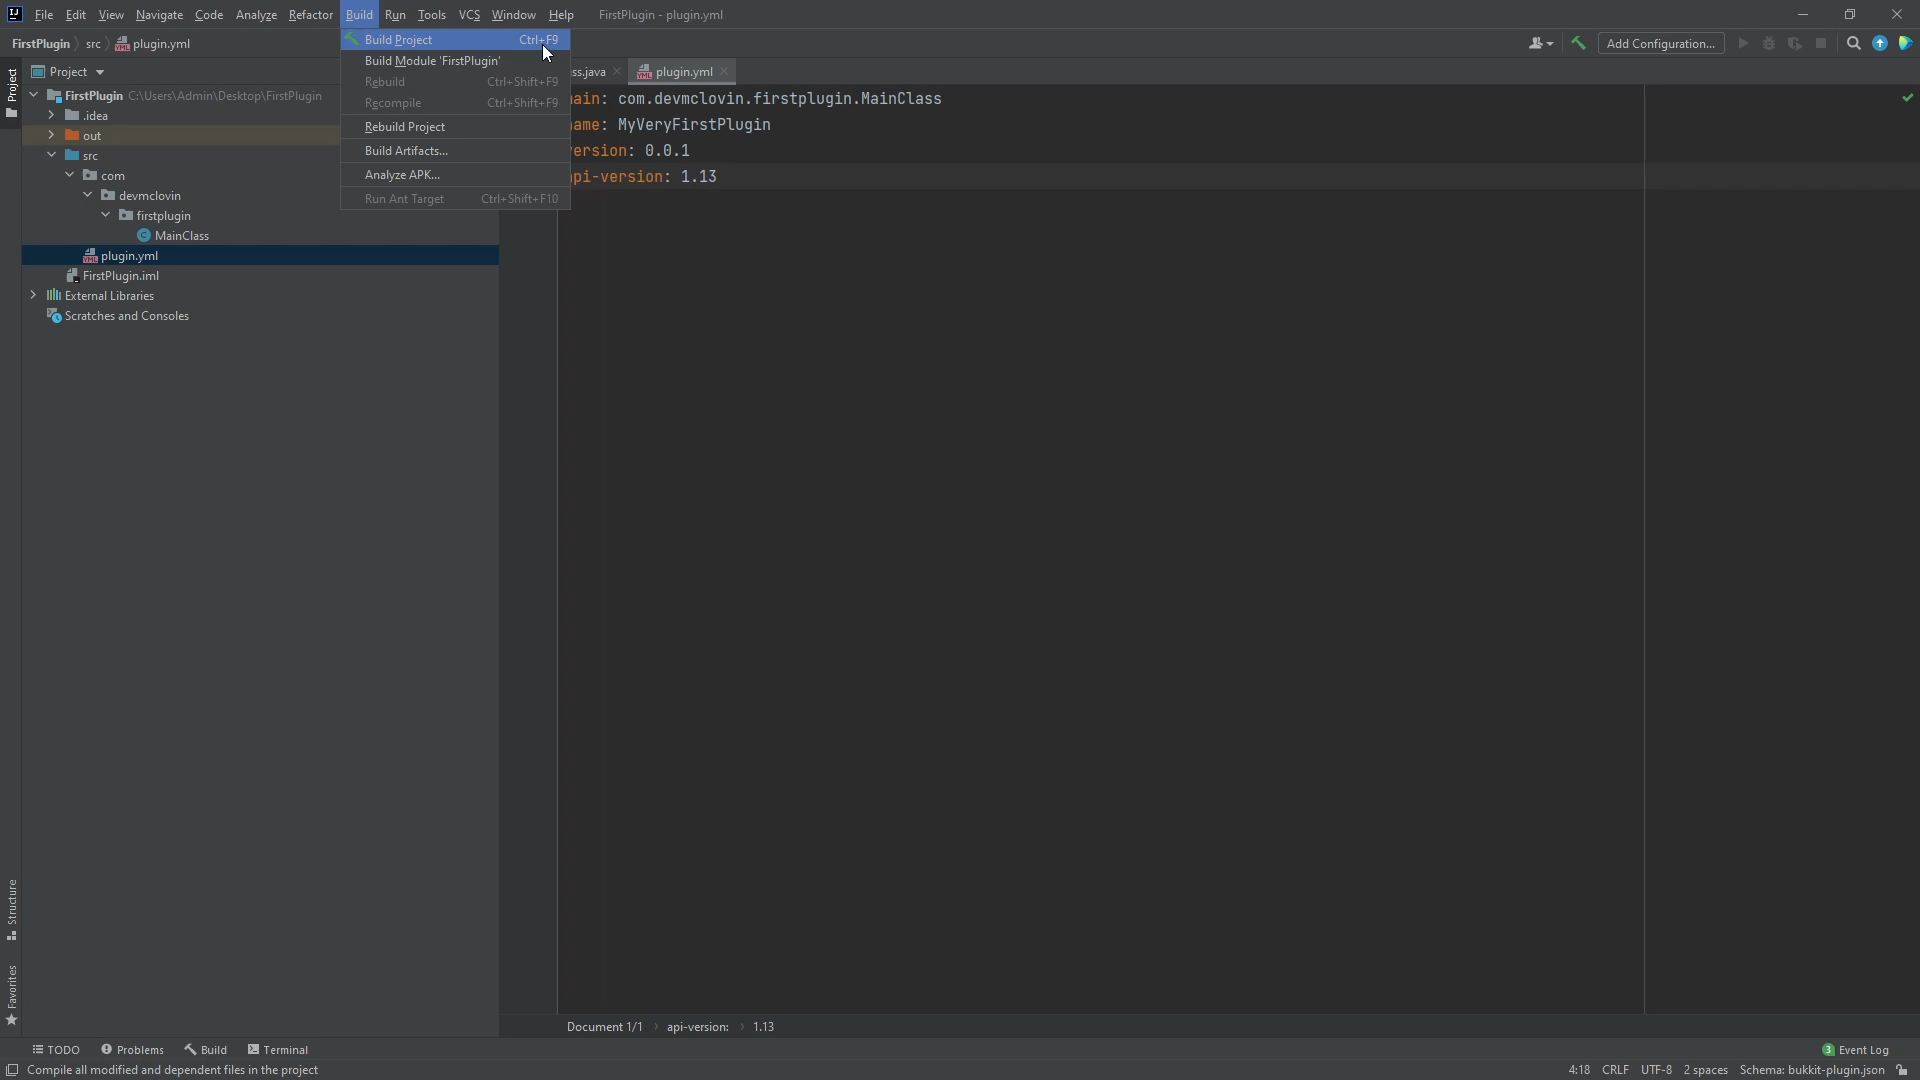 File Edit View Navigate Code Analyze Refactor Build Run Tools VCS Window Help FirstPlugin - plugin.yml
FirstPlugin src plugin.yml
Add Configuration...
Build Project Ctrl+F9
Build Module 'FirstPlugin'
Rebuild Ctrl+Shift+F9
Recompile Ctrl+Shift+F9
Rebuild Project
Build Artifacts...
Analyze APK...
Run Ant Target Ctrl+Shift+F10
Project
Project
FirstPlugin C:\Users\Admin\Desktop\FirstPlugin
.idea
out
src
com
devmclovin
firstplugin
MainClass
plugin.yml
FirstPlugin.iml
External Libraries
Scratches and Consoles
ss.java plugin.yml
ain: com.devmclovin.firstplugin.MainClass
ame: MyVeryFirstPlugin
ersion: 0.0.1
pi-version: 1.13
Structure
Favorites
Document 1/1 api-version: 1.13
TODO Problems Build Terminal
3 Event Log
Compile all modified and dependent files in the project
4:18 CRLF UTF-8 2 spaces Schema: bukkit-plugin.json